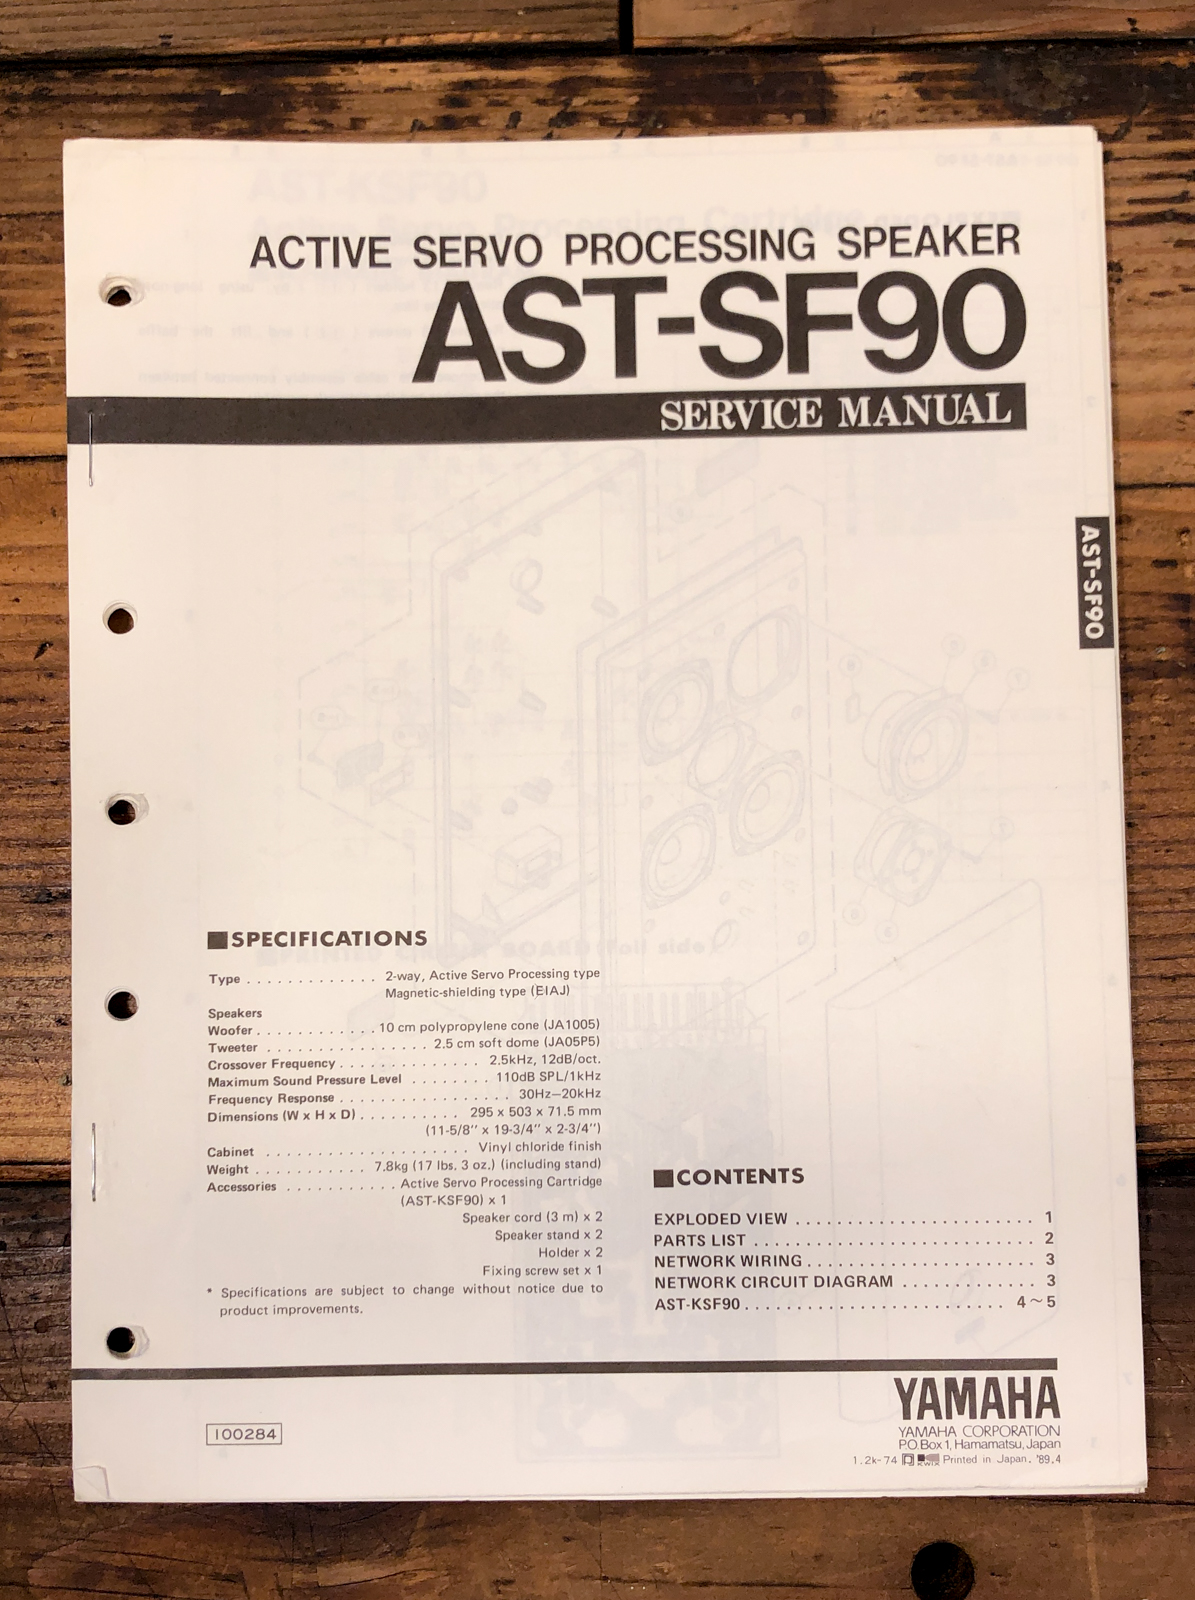 ACTIVE SERVO PROCESSING SPEAKER
AST-SF90
SERVICE MANUAL
AST-SF90
■SPECIFICATIONS
Type . . . . . . . . . . . . . 2-way, Active Servo Processing type
Magnetic-shielding type (EIAJ)
Speakers
Woofer . . . . . . . . . . . . 10 cm polypropylene cone (JA1005)
Tweeter . . . . . . . . . . . . . . . . 2.5 cm soft dome (JA05P5)
Crossover Frequency . . . . . . . . . . . . . . 2.5kHz, 12dB/oct.
Maximum Sound Pressure Level . . . . . . . . 110dB SPL/1kHz
Frequency Response . . . . . . . . . . . . . . . . . . 30Hz–20kHz
Dimensions (W x H x D) . . . . . . . . . . 295 x 503 x 71.5 mm
(11-5/8" x 19-3/4" x 2-3/4")
Cabinet . . . . . . . . . . . . . . . . . . . . Vinyl chloride finish
Weight . . . . . . . . . . . 7.8kg (17 lbs. 3 oz.) (including stand)
Accessories . . . . . . . . . . . Active Servo Processing Cartridge
(AST-KSF90) x 1
Speaker cord (3 m) x 2
Speaker stand x 2
Holder x 2
Fixing screw set x 1
* Specifications are subject to change without notice due to
product improvements.
■CONTENTS
EXPLODED VIEW . . . . . . . . . . . . . . . . . . . . . . . 1
PARTS LIST . . . . . . . . . . . . . . . . . . . . . . . . . . . 2
NETWORK WIRING . . . . . . . . . . . . . . . . . . . . . . 3
NETWORK CIRCUIT DIAGRAM . . . . . . . . . . . . 3
AST-KSF90 . . . . . . . . . . . . . . . . . . . . . . . . . 4~5
YAMAHA
YAMAHA CORPORATION
P.O.Box 1, Hamamatsu, Japan
1.2k-74 Printed in Japan. '89.4
100284